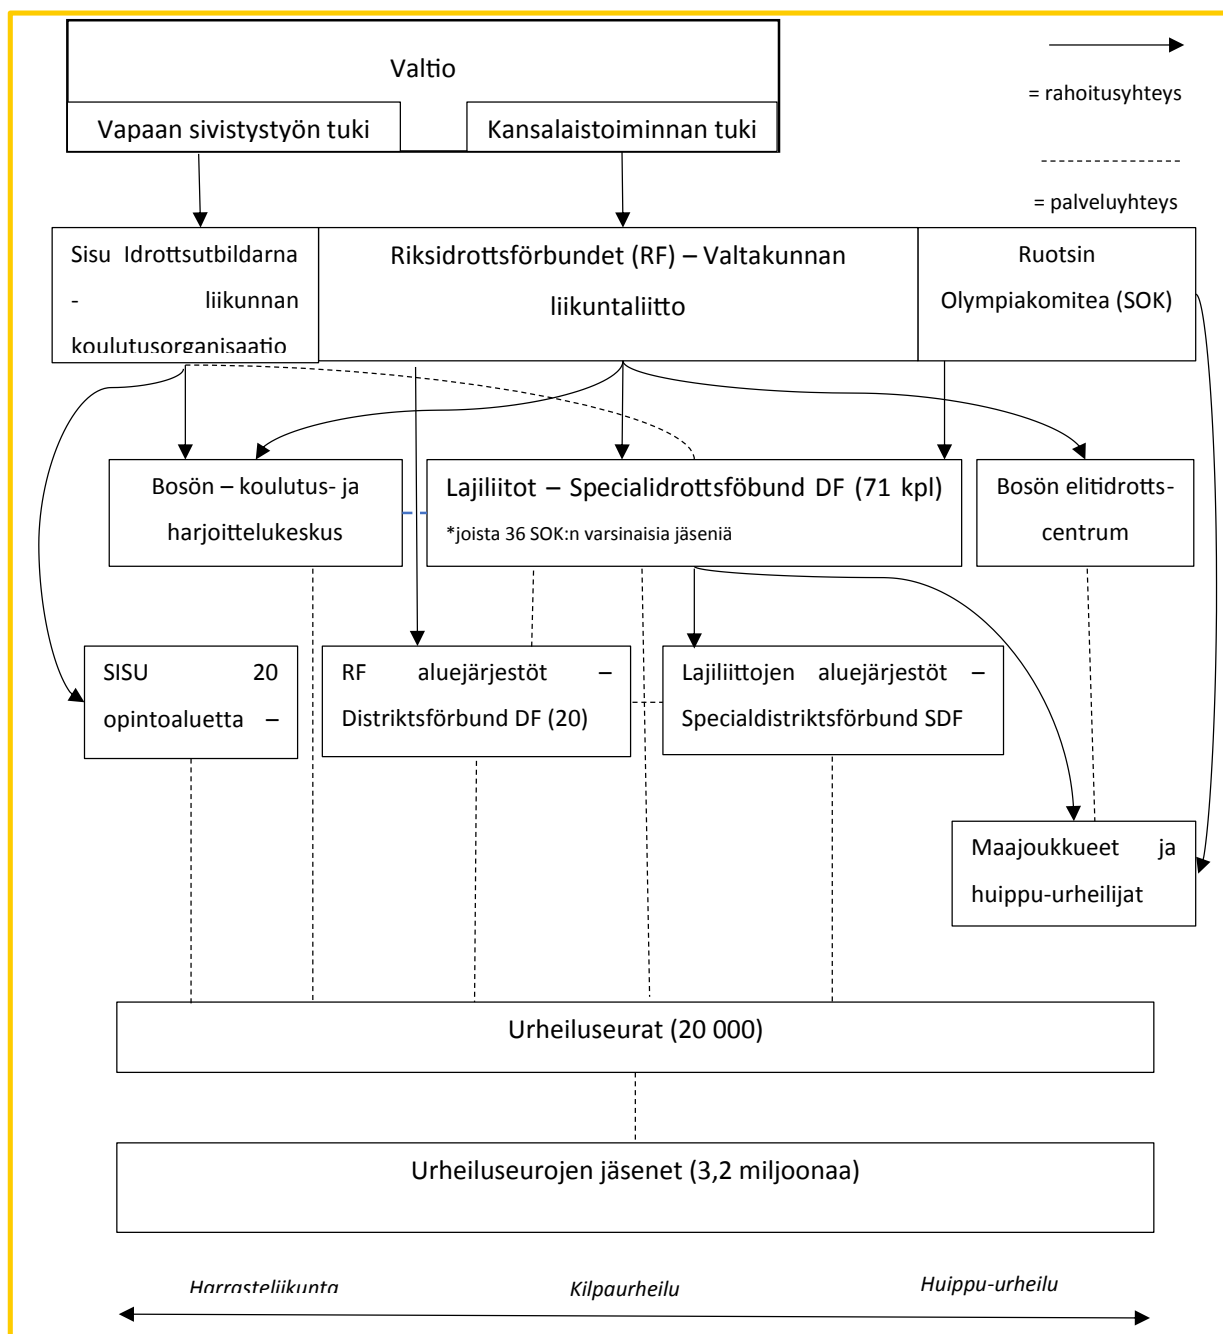 Valtio
Vapaan sivistystyön tuki
Kansalaistoiminnan tuki
= rahoitusyhteys
= palveluyhteys
Sisu Idrottsutbildarna
- liikunnan
koulutusorganisaatio
Riksidrottsförbundet (RF) – Valtakunnan
liikuntaliitto
Ruotsin
Olympiakomitea (SOK)
Bosön – koulutus- ja
harjoittelukeskus
Lajiliitot – Specialidrottsföbund DF (71 kpl)
*joista 36 SOK:n varsinaisia jäseniä
Bosön elitidrotts-
centrum
SISU 20
opintoaluetta –
RF aluejärjestöt –
Distriktsförbund DF (20)
Lajiliittojen aluejärjestöt –
Specialdistriktsförbund SDF
Maajoukkueet ja
huippu-urheilijat
Urheiluseurat (20 000)
Urheiluseurojen jäsenet (3,2 miljoonaa)
Harrasteliikunta
Kilpaurheilu
Huippu-urheilu